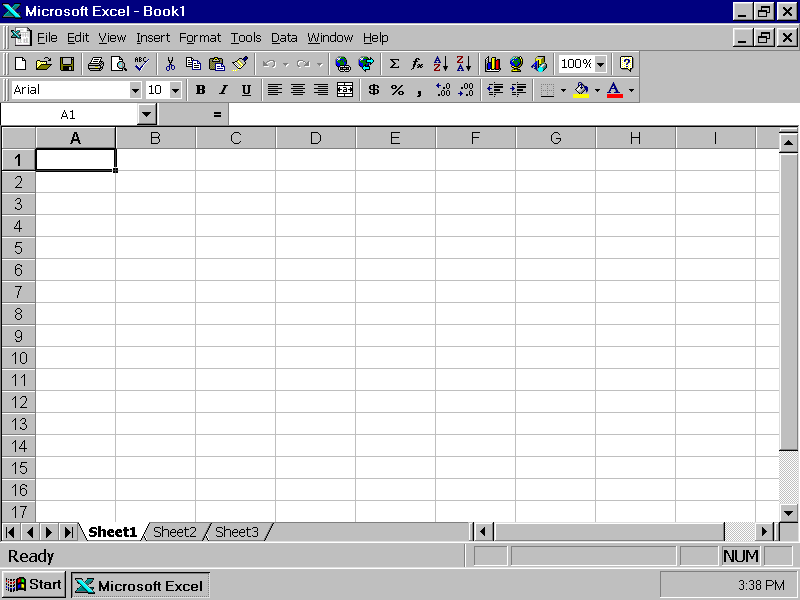 Microsoft Excel - Book1
File Edit View Insert Format Tools Data Window Help
100%
Arial 10 B I U $ % ,
A1 =
A B C D E F G H I
1
2
3
4
5
6
7
8
9
10
11
12
13
14
15
16
17
Sheet1 Sheet2 Sheet3
Ready NUM
Start Microsoft Excel 3:38 PM